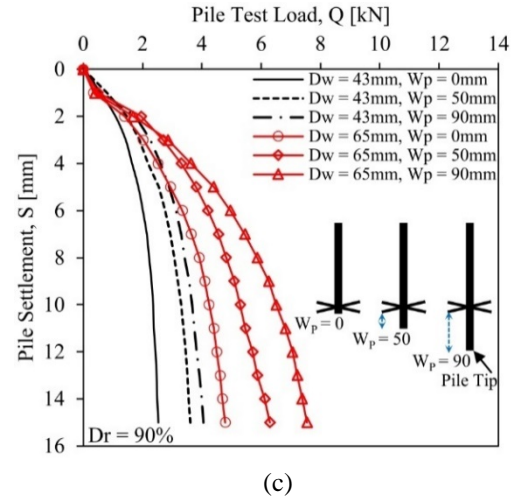 Pile Test Load, Q [kN]
0 2 4 6 8 10 12 14
0
2
4
6
8
10
12
14
16
Pile Settlement, S [mm]
Dw = 43mm, Wp = 0mm
Dw = 43mm, Wp = 50mm
Dw = 43mm, Wp = 90mm
Dw = 65mm, Wp = 0mm
Dw = 65mm, Wp = 50mm
Dw = 65mm, Wp = 90mm
WP = 0
WP = 50
WP = 90
Pile Tip
Dr = 90%
(c)